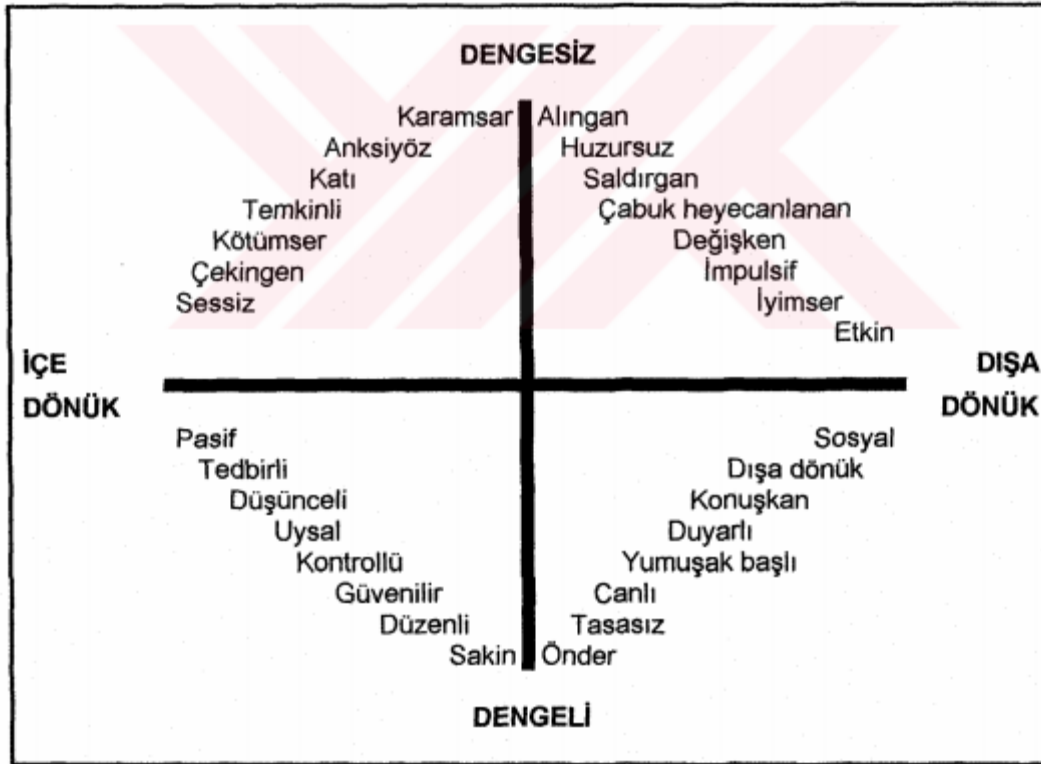 DENGESİZ
Karamsar Alıngan
Anksiyöz Huzursuz
Katı Saldırgan
Temkinli Çabuk heyecanlanan
Kötümser Değişken
Çekingen İmpulsif
Sessiz İyimser
Etkin
İÇE DIŞA
DÖNÜK DÖNÜK
Pasif Sosyal
Tedbirli Dışa dönük
Düşünceli Konuşkan
Uysal Duyarlı
Kontrollü Yumuşak başlı
Güvenilir Canlı
Düzenli Tasasız
Sakin Önder
DENGELİ